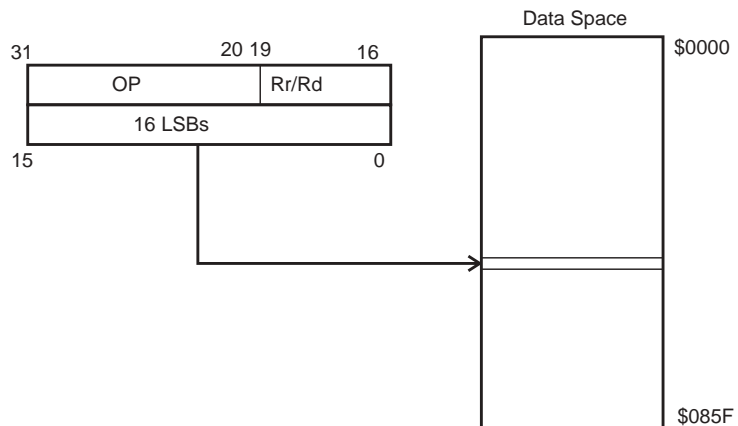 Data Space
$0000
31 20 19 16
OP Rr/Rd
16 LSBs
15 0
$085F